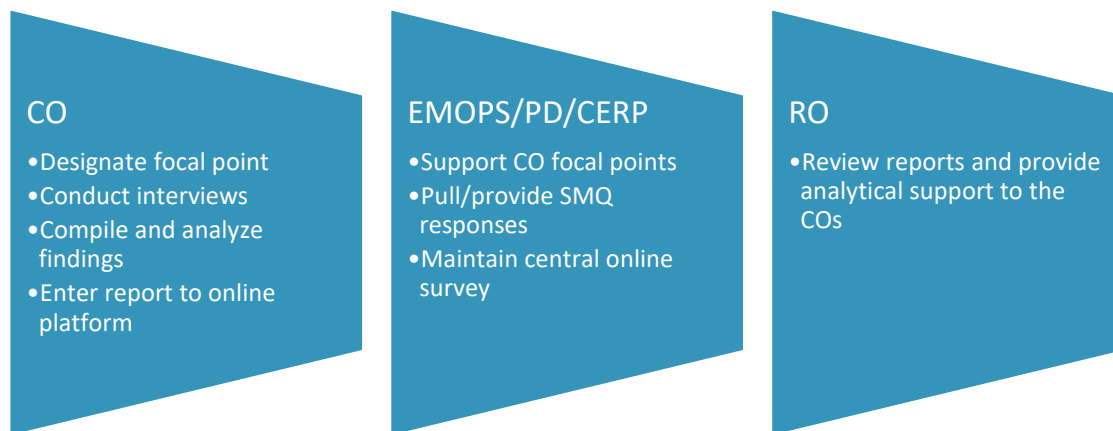 CO
•Designate focal point
•Conduct interviews
•Compile and analyze
findings
•Enter report to online
platform
EMOPS/PD/CERP
•Support CO focal points
•Pull/provide SMQ
responses
•Maintain central online
survey
RO
•Review reports and provide
analytical support to the
COs